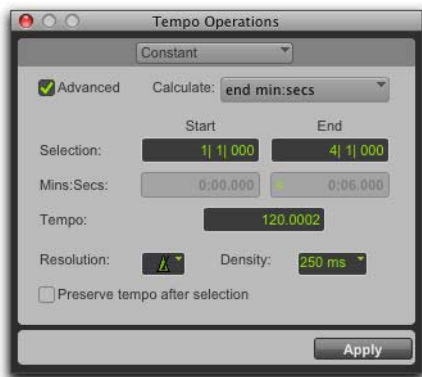 Tempo Operations
Constant
Advanced Calculate: end min:secs
Start End
Selection: 1| 1| 000 4| 1| 000
Mins:Secs: 0:00.000 0:06.000
Tempo: 120.0002
Resolution: Density: 250 ms
Preserve tempo after selection
Apply